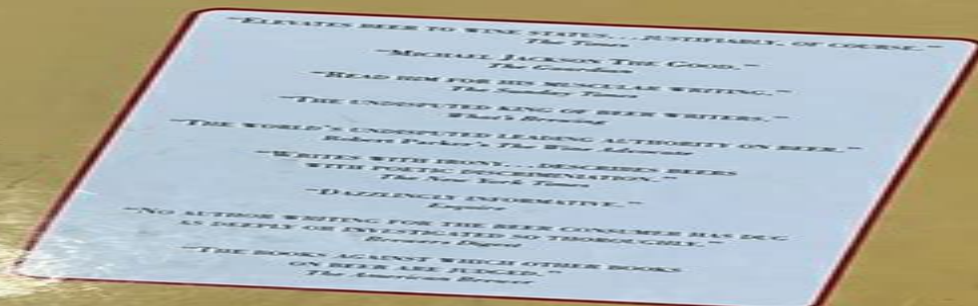 "ELEVATES BEER TO WINE STATUS. . . JUSTIFIABLY, OF COURSE."
The Times
"MICHAEL JACKSON THE GOOD."
The Guardian
"READ HIM FOR HIS MUSCULAR WRITING."
The Sunday Times
"THE UNDISPUTED KING OF BEER WRITERS."
What's Brewing
"THE WORLD'S UNDISPUTED LEADING AUTHORITY ON BEER."
Robert Parker's The Wine Advocate
"WRITES WITH IRONY. . . DESCRIBES BEERS
WITH POETIC DISCRIMINATION."
The New York Times
"DAZZLINGLY INFORMATIVE."
Esquire
"NO AUTHOR WRITING FOR THE BEER CONSUMER HAS DUG
AS DEEPLY OR INVESTIGATED SO THOROUGHLY."
Brewers Digest
"THE BOOKS AGAINST WHICH OTHER BOOKS
ON BEER ARE JUDGED."
The American Brewer